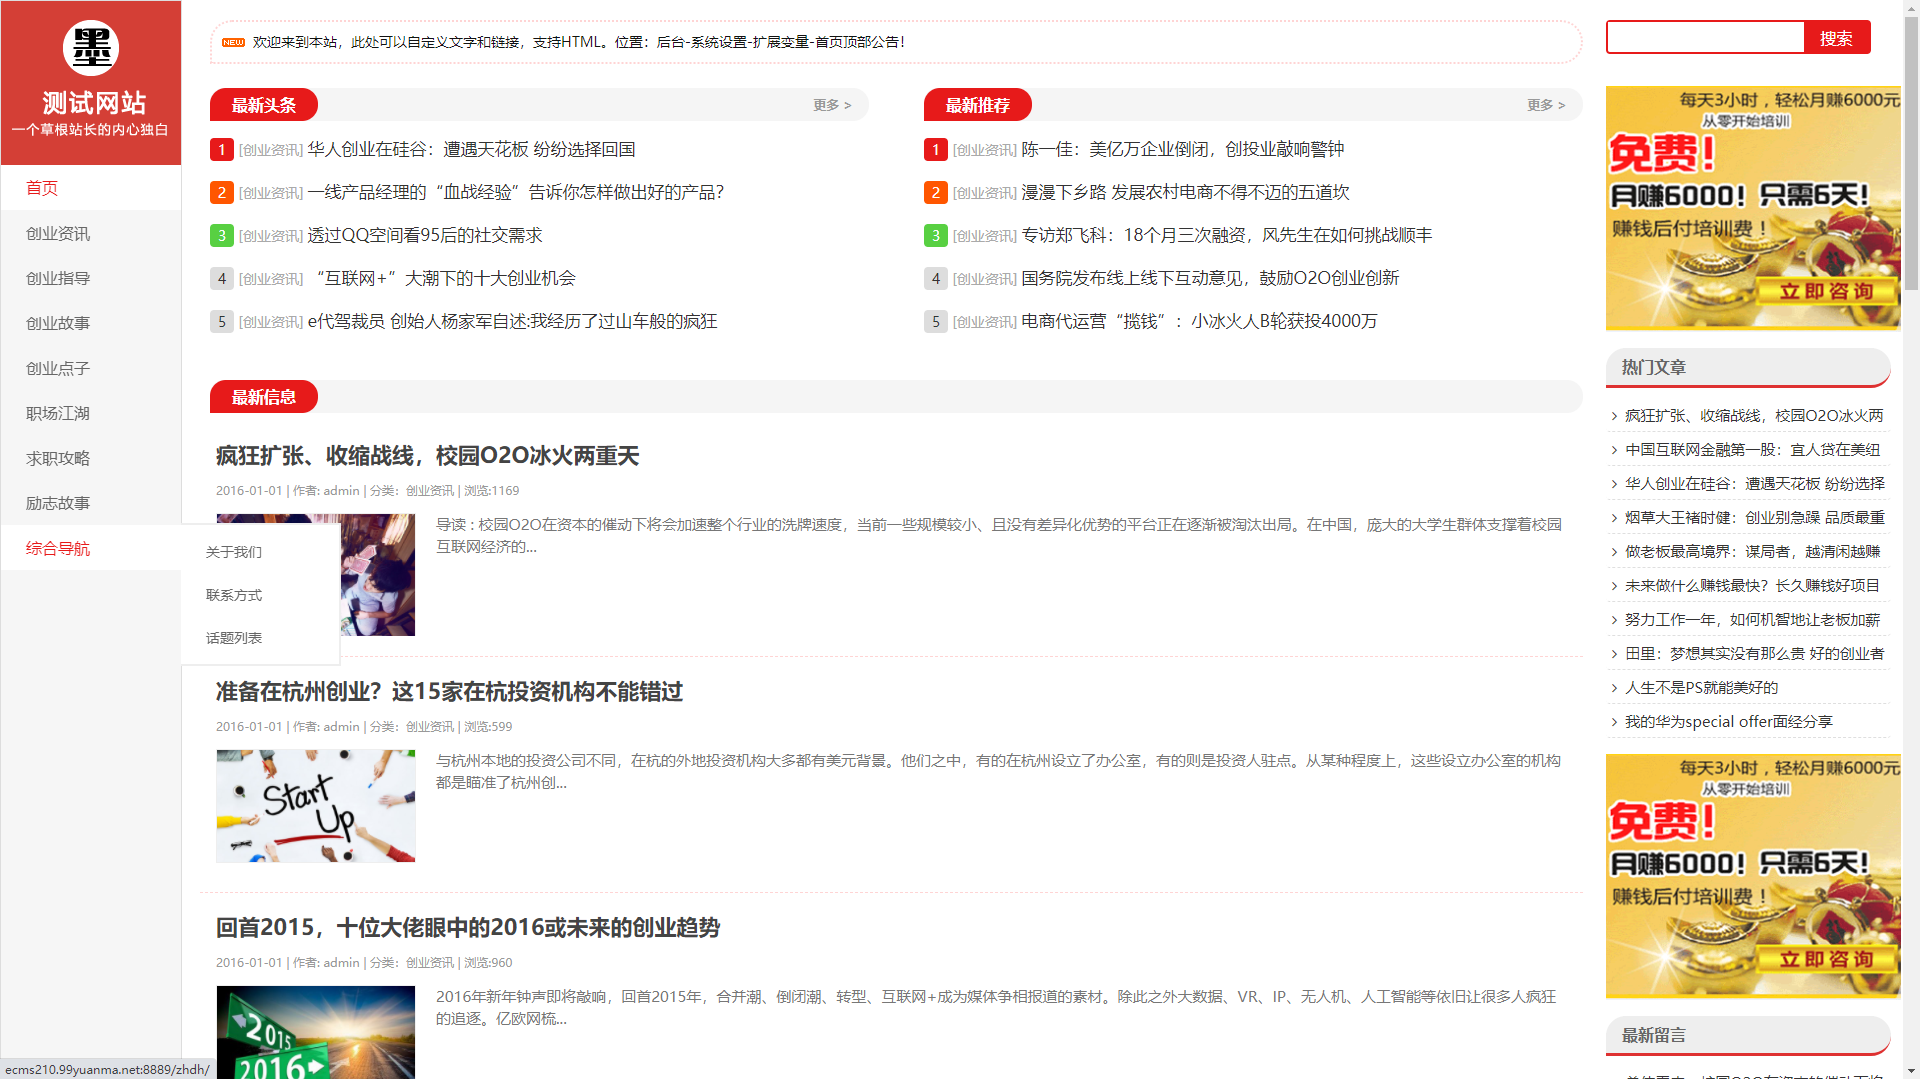 墨
测试网站
一个草根站长的内心独白
首页
创业资讯
创业指导
创业故事
创业点子
职场江湖
求职攻略
励志故事
综合导航
关于我们
联系方式
话题列表
NEW 欢迎来到本站，此处可以自定义文字和链接，支持HTML。位置：后台-系统设置-扩展变量-首页顶部公告！
最新头条 更多 >
1 [创业资讯] 华人创业在硅谷：遭遇天花板 纷纷选择回国
2 [创业资讯] 一线产品经理的“血战经验”告诉你怎样做出好的产品？
3 [创业资讯] 透过QQ空间看95后的社交需求
4 [创业资讯] “互联网+”大潮下的十大创业机会
5 [创业资讯] e代驾裁员 创始人杨家军自述:我经历了过山车般的疯狂
最新推荐 更多 >
1 [创业资讯] 陈一佳：美亿万企业倒闭，创投业敲响警钟
2 [创业资讯] 漫漫下乡路 发展农村电商不得不迈的五道坎
3 [创业资讯] 专访郑飞科：18个月三次融资，风先生在如何挑战顺丰
4 [创业资讯] 国务院发布线上线下互动意见，鼓励O2O创业创新
5 [创业资讯] 电商代运营“揽钱”：小冰火人B轮获投4000万
最新信息
疯狂扩张、收缩战线，校园O2O冰火两重天
2016-01-01 | 作者: admin | 分类：创业资讯 | 浏览:1169
导读 : 校园O2O在资本的催动下将会加速整个行业的洗牌速度，当前一些规模较小、且没有差异化优势的平台正在逐渐被淘汰出局。在中国，庞大的大学生群体支撑着校园
互联网经济的...
准备在杭州创业？这15家在杭投资机构不能错过
2016-01-01 | 作者: admin | 分类：创业资讯 | 浏览:599
Start
Up
与杭州本地的投资公司不同，在杭的外地投资机构大多都有美元背景。他们之中，有的在杭州设立了办公室，有的则是投资人驻点。从某种程度上，这些设立办公室的机构
都是瞄准了杭州创...
回首2015，十位大佬眼中的2016或未来的创业趋势
2016-01-01 | 作者: admin | 分类：创业资讯 | 浏览:960
2015
2016
2016年新年钟声即将敲响，回首2015年，合并潮、倒闭潮、转型、互联网+成为媒体争相报道的素材。除此之外大数据、VR、IP、无人机、人工智能等依旧让很多人疯狂
的追逐。亿欧网梳...
搜索
每天3小时，轻松月赚6000元
从零开始培训
免费！
月赚6000！只需6天！
赚钱后付培训费！
立即咨询
热门文章
疯狂扩张、收缩战线，校园O2O冰火两
中国互联网金融第一股：宜人贷在美纽
华人创业在硅谷：遭遇天花板 纷纷选择
烟草大王褚时健：创业别急躁 品质最重
做老板最高境界：谋局者，越清闲越赚
未来做什么赚钱最快？长久赚钱好项目
努力工作一年，如何机智地让老板加薪
田里：梦想其实没有那么贵 好的创业者
人生不是PS就能美好的
我的华为special offer面经分享
每天3小时，轻松月赚6000元
从零开始培训
免费！
月赚6000！只需6天！
赚钱后付培训费！
立即咨询
最新留言
ecms210.99yuanma.net:8889/zhdh/